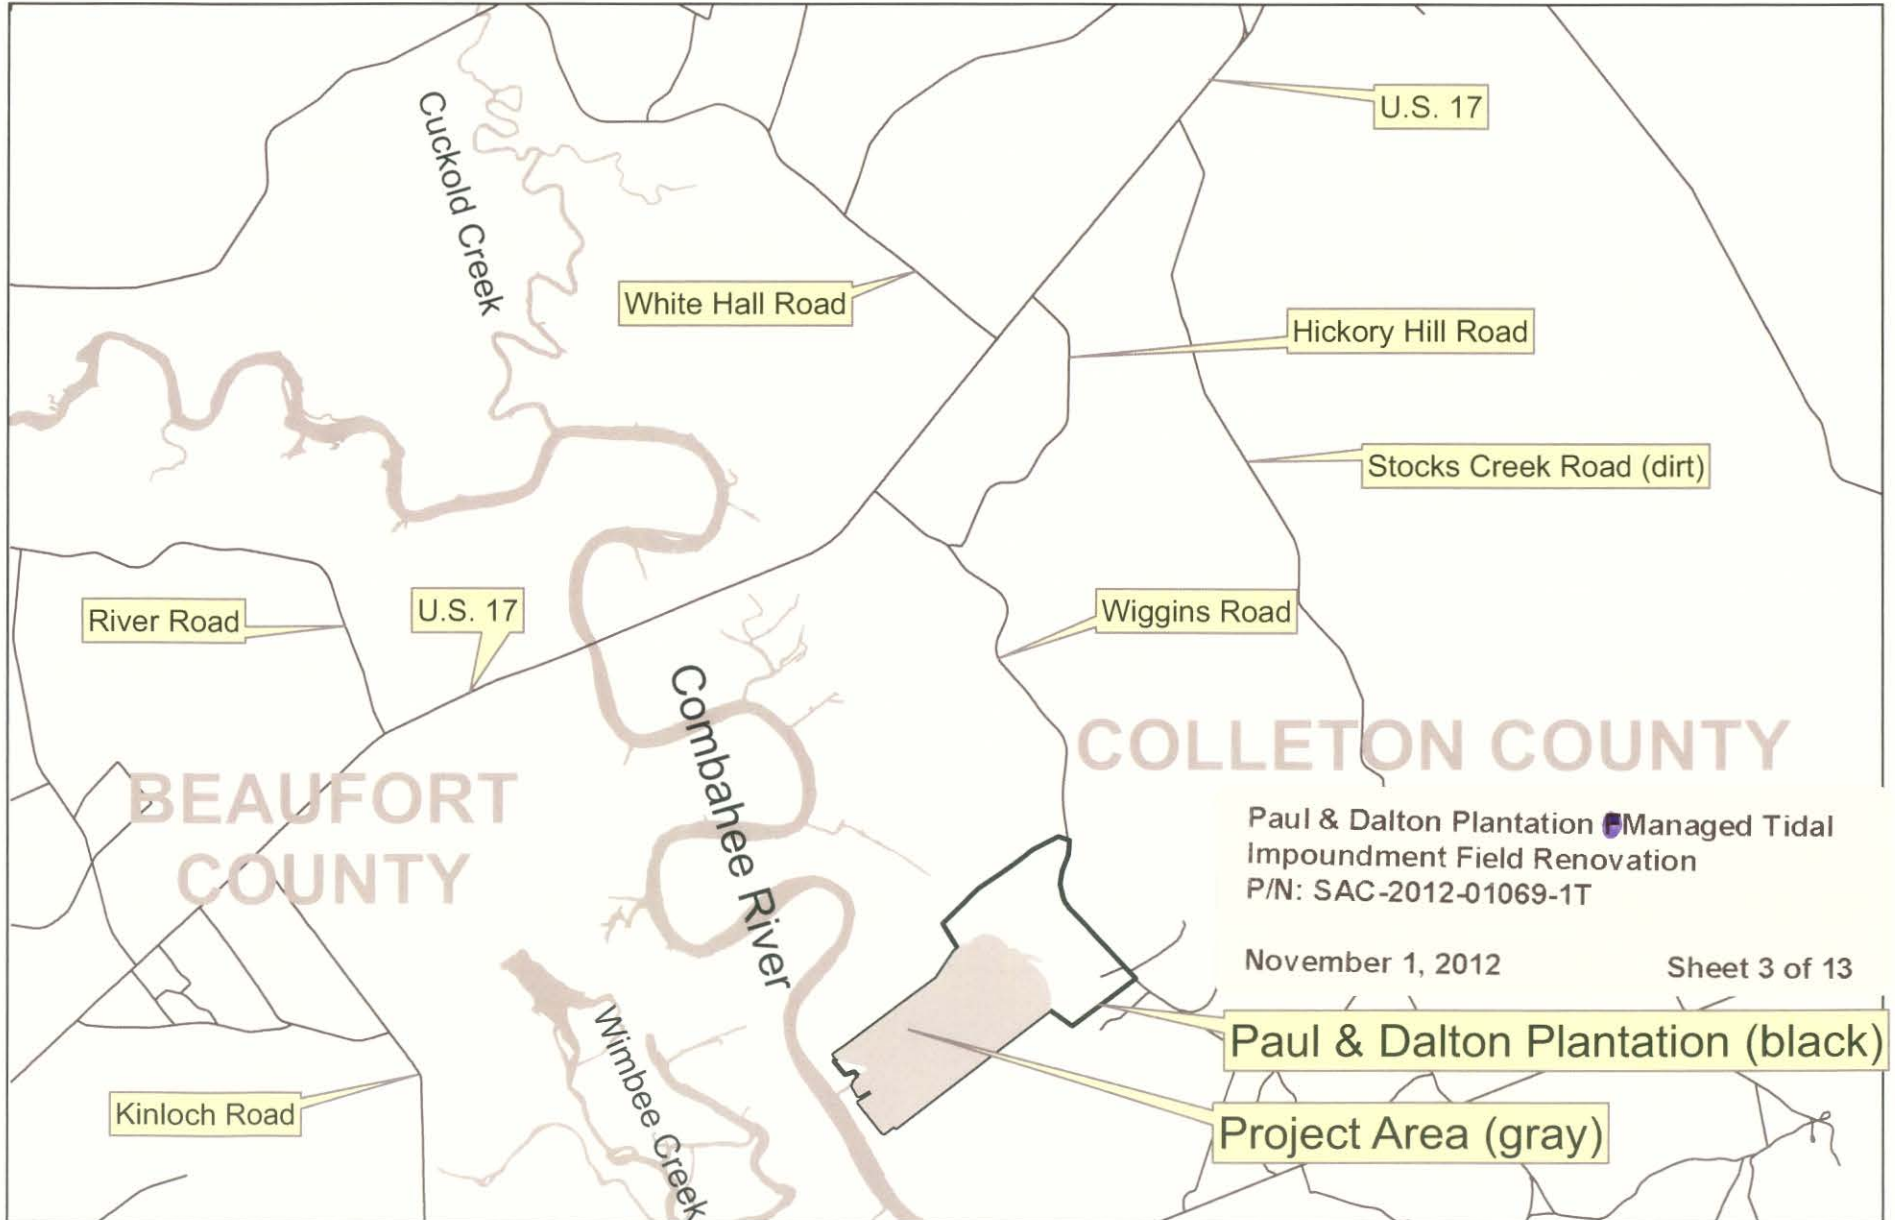 U.S. 17
Cuckold Creek
White Hall Road
Hickory Hill Road
Stocks Creek Road (dirt)
River Road
U.S. 17
Wiggins Road
Combahee River
COLLETON COUNTY
BEAUFORT
COUNTY
Paul & Dalton Plantation Managed Tidal
Impoundment Field Renovation
P/N: SAC-2012-01069-1T
November 1, 2012
Sheet 3 of 13
Wimbee Creek
Paul & Dalton Plantation (black)
Kinloch Road
Project Area (gray)